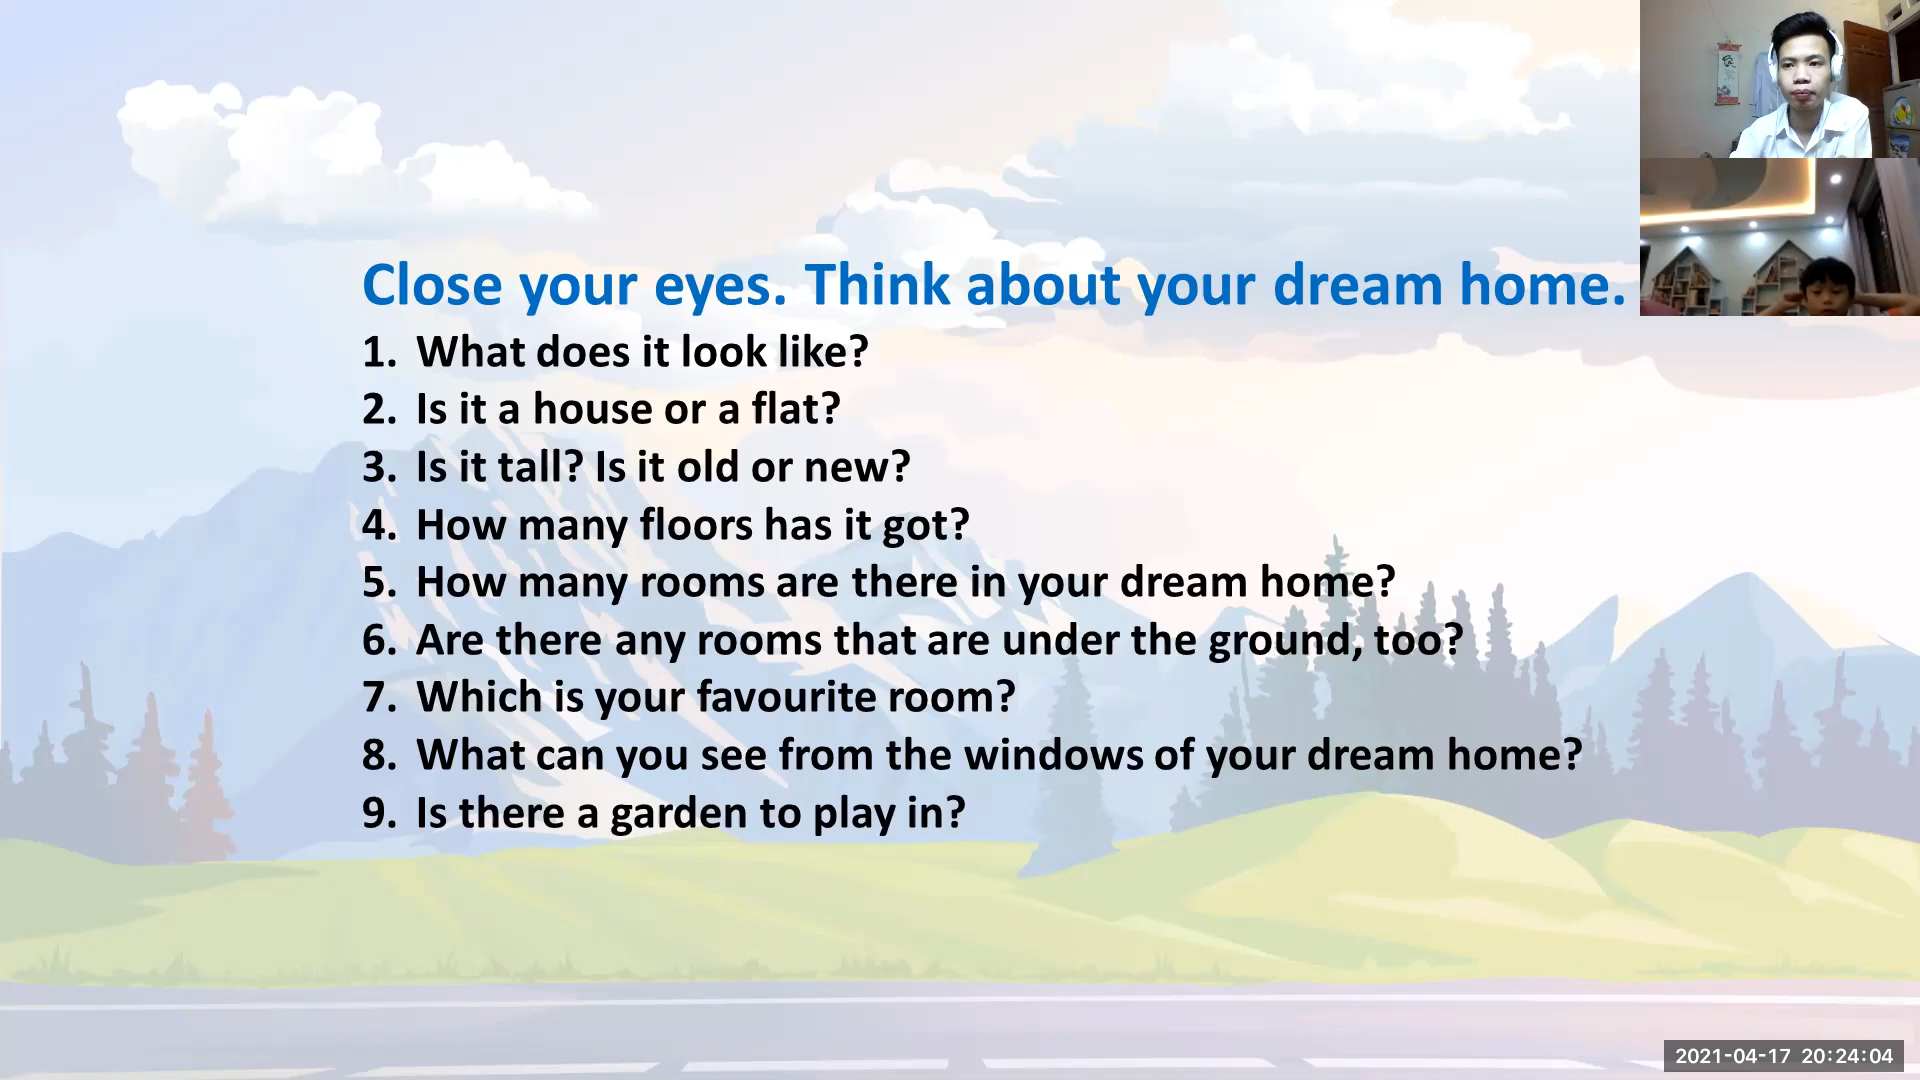 Close your eyes. Think about your dream home.
1. What does it look like?
2. Is it a house or a flat?
3. Is it tall? Is it old or new?
4. How many floors has it got?
5. How many rooms are there in your dream home?
6. Are there any rooms that are under the ground, too?
7. Which is your favourite room?
8. What can you see from the windows of your dream home?
9. Is there a garden to play in?
2021-04-17 20:24:04